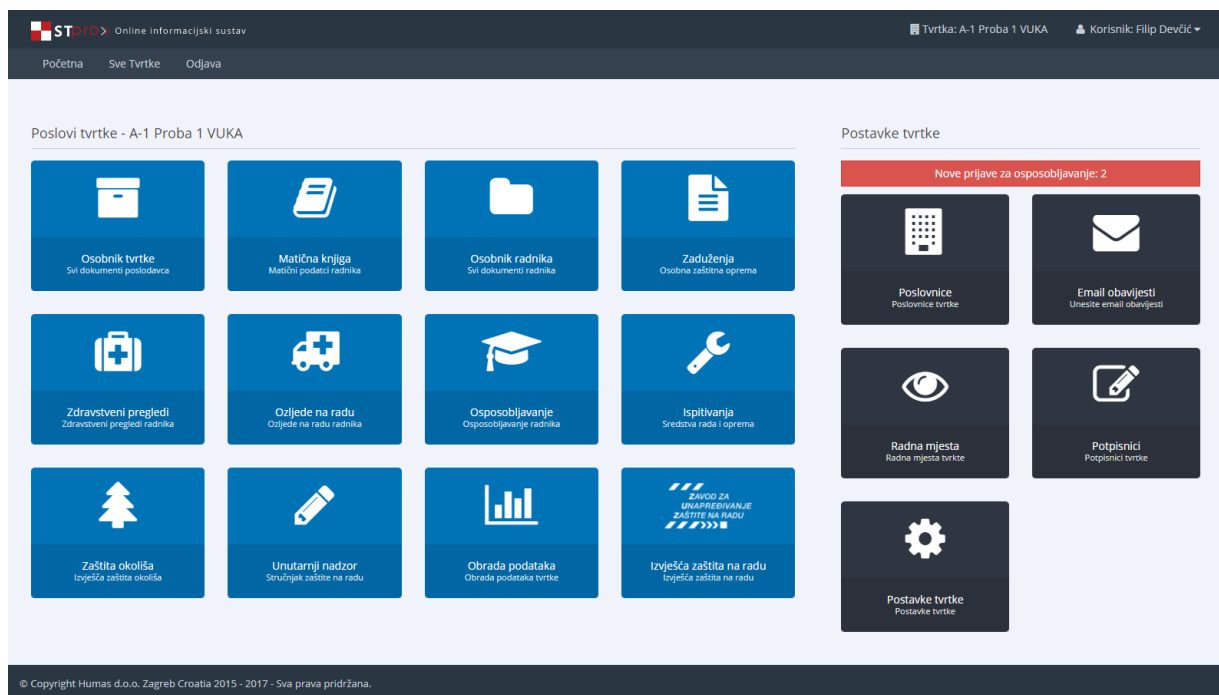 STpro» Online informacijski sustav
Tvrtka: A-1 Proba 1 VUKA
Korisnik: Filip Devčić
Početna
Sve Tvrtke
Odjava
Poslovi tvrtke - A-1 Proba 1 VUKA
Osobnik tvrtke
Svi dokumenti poslodavca
Matična knjiga
Matični podatci radnika
Osobnik radnika
Svi dokumenti radnika
Zaduženja
Osobna zaštitna oprema
Zdravstveni pregledi
Zdravstveni pregledi radnika
Ozljede na radu
Ozljede na radu radnika
Osposobljavanje
Osposobljavanje radnika
Ispitivanja
Sredstva rada i oprema
Zaštita okoliša
Izvješča zaštita okoliša
Unutarnji nadzor
Stručnjak zaštite na radu
Obrada podataka
Obrada podataka tvrtke
ZAVOD ZA
UNAPREĐIVANJE
ZAŠTITE NA RADU
Izvješća zaštita na radu
Izvješća zaštita na radu
Postavke tvrtke
Nove prijave za osposobljavanje: 2
Poslovnice
Poslovnice tvrtke
Email obavijesti
Unesite email obavijesti
Radna mjesta
Radna mjesta tvrkte
Potpisnici
Potpisnici tvrtke
Postavke tvrtke
Postavke tvrtke
© Copyright Humas d.o.o. Zagreb Croatia 2015 - 2017 - Sva prava pridržana.